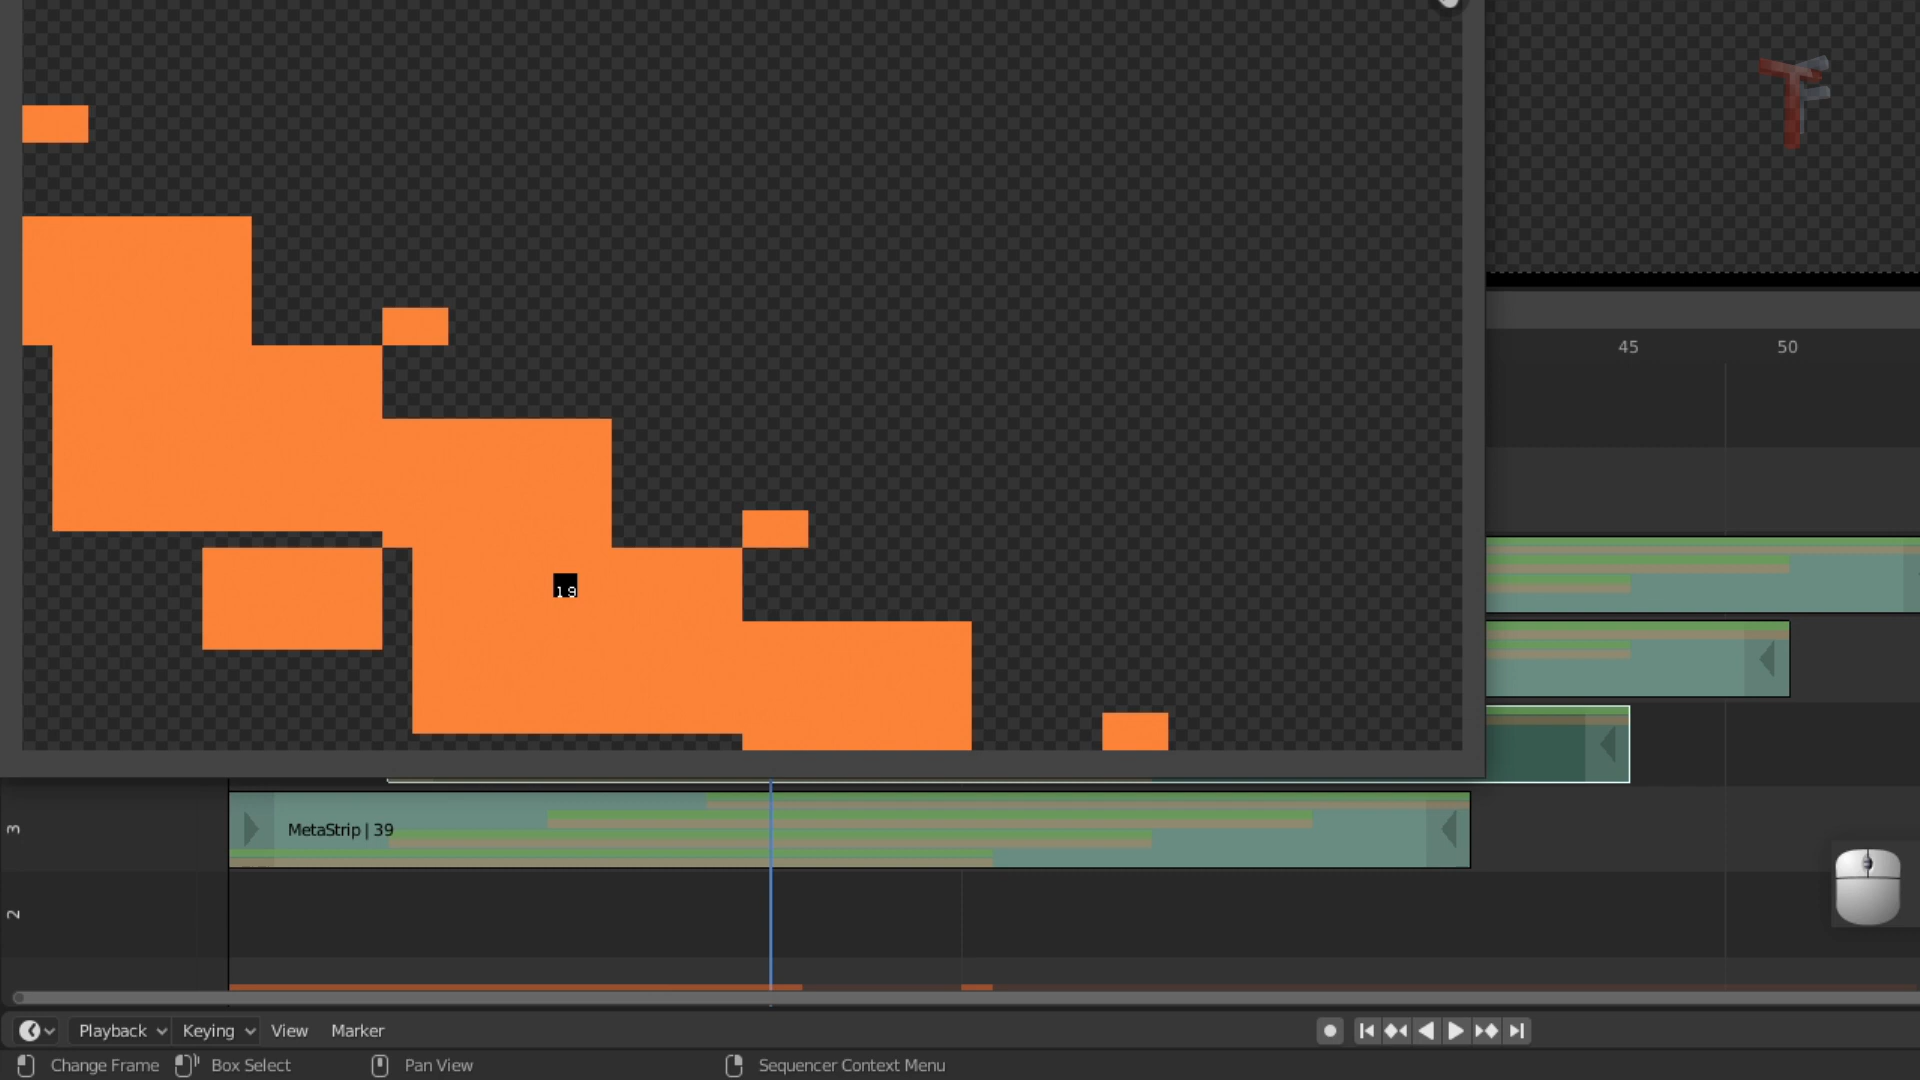 45 50
19
MetaStrip | 39
3
2
Playback Keying View Marker
Change Frame Box Select Pan View Sequencer Context Menu